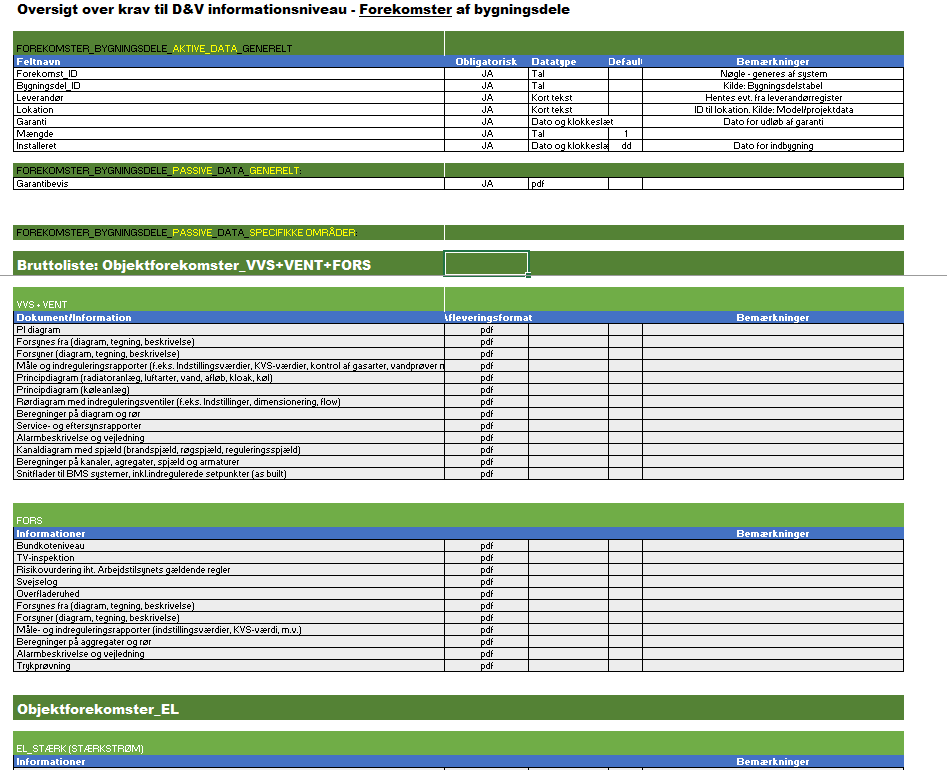 Oversigt over krav til D&V informationsniveau - Forekomster af bygningsdele
FOREKOMSTER_BYGNINGSDELE_AKTIVE_DATA_GENERELT
Feltnavn Obligatorisk Datatype Defaul Bemærkninger
Forekomst_ID JA Tal Nøgle - generes af system
Bygningsdel_ID JA Tal Kilde: Bygningsdelstabel
Leverandør JA Kort tekst Hentes evt. fra leverandørregister
Lokation JA Kort tekst ID til lokation. Kilde: Model/projektdata
Garanti JA Dato og klokkeslæt Dato for udløb af garanti
Mængde JA Tal 1
Installeret JA Dato og klokkeslæ dd Dato for indbygning
FOREKOMSTER_BYGNINGSDELE_PASSIVE_DATA_GENERELT:
Garantibevis JA pdf
FOREKOMSTER_BYGNINGSDELE_PASSIVE_DATA_SPECIFIKKE OMRÅDER:
Bruttoliste: Objektforekomster_VVS+VENT+FORS
VVS + VENT
Dokument/Information Afleveringsformat Bemærkninger
PI diagram pdf
Forsynes fra (diagram, tegning, beskrivelse) pdf
Forsyner (diagram, tegning, beskrivelse) pdf
Måle og indreguleringsrapporter (f.eks. Indstillingsværdier, KVS-værdier, kontrol af gasarter, vandprøver m pdf
Principdiagram (radiatoranlæg, luftarter, vand, afløb, kloak, køl) pdf
Principdiagram (køleanlæg) pdf
Rørdiagram med indreguleringsventiler (f.eks. Indstillinger, dimensionering, flow) pdf
Beregninger på diagram og rør pdf
Service- og eftersynsrapporter pdf
Alarmbeskrivelse og vejledning pdf
Kanaldiagram med spjæld (brandspjæld, røgspjæld, reguleringsspjæld) pdf
Beregninger på kanaler, agregater, spjæld og armaturer pdf
Snitflader til BMS systemer, inkl.indregulerede setpunkter (as built) pdf
FORS
Informationer Bemærkninger
Bundkoteniveau pdf
TV-inspektion pdf
Risikovurdering iht. Arbejdstilsynets gældende regler pdf
Svejselog pdf
Overfladeruhed pdf
Forsynes fra (diagram, tegning, beskrivelse) pdf
Forsyner (diagram, tegning, beskrivelse) pdf
Måle- og indreguleringsrapporter (indstillingsværdier, KVS-værdi, m.v.) pdf
Beregninger på aggregater og rør pdf
Alarmbeskrivelse og vejledning pdf
Trykprøvning pdf
Objektforekomster_EL
EL_STÆRK (STÆRKSTRØM)
Informationer Bemærkninger